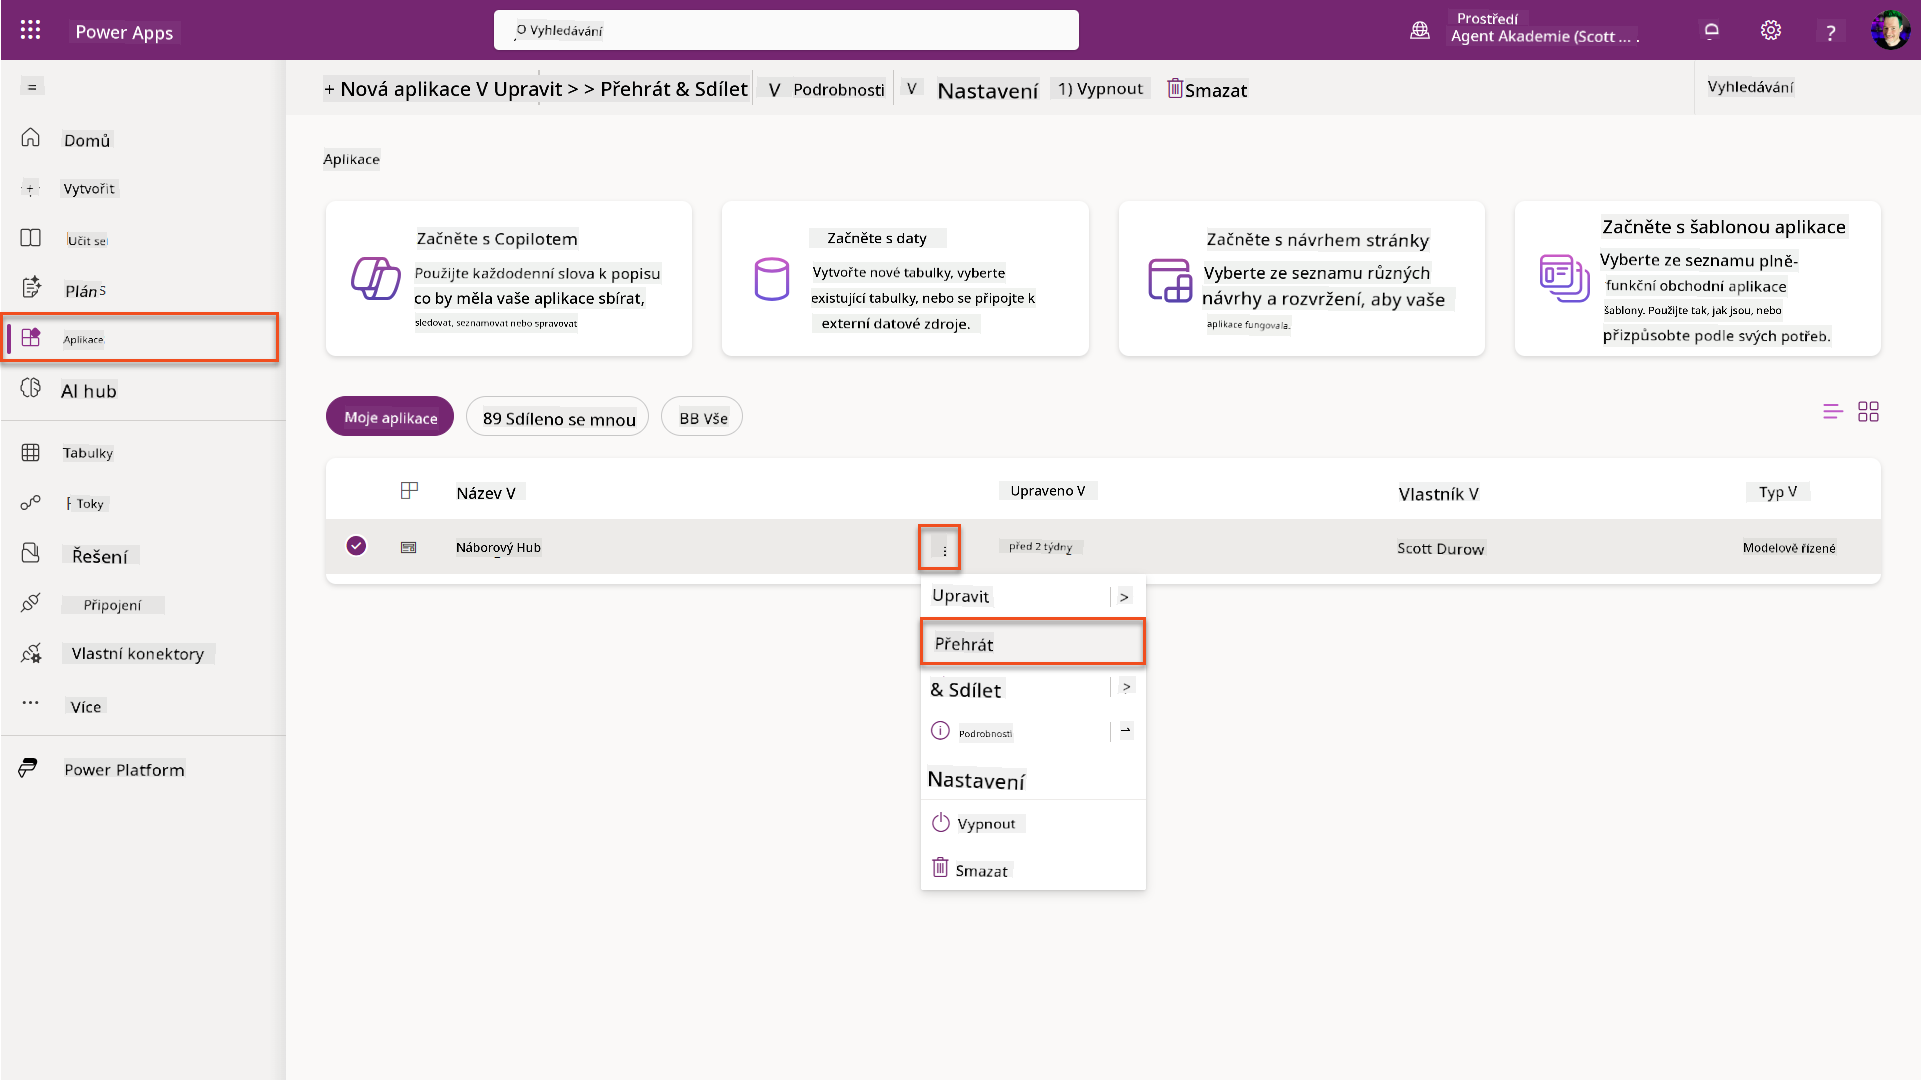 Power Apps
Vyhledávání
Prostředí
Agent Akademie (Scott ...
?
+ Nová aplikace V Upravit > > Přehrát & Sdílet V Podrobnosti V Nastavení 1) Vypnout Smazat
Vyhledávání
Domů
Vytvořit
Učit se
Plán
Aplikace
AI hub
Tabulky
Toky
Řešení
Připojení
Vlastní konektory
Více
Power Platform
Aplikace
Začněte s Copilotem
Použijte každodenní slova k popisu
co by měla vaše aplikace sbírat,
sledovat, seznamovat nebo spravovat
Začněte s daty
Vytvořte nové tabulky, vyberte
existující tabulky, nebo se připojte k
externí datové zdroje.
Začněte s návrhem stránky
Vyberte ze seznamu různých
návrhy a rozvržení, aby vaše
aplikace fungovala.
Začněte s šablonou aplikace
Vyberte ze seznamu plně-
funkční obchodní aplikace
šablony. Použijte tak, jak jsou, nebo
přizpůsobte podle svých potřeb.
Moje aplikace
89 Sdíleno se mnou
BB Vše
Název V Upraveno V Vlastník V Typ V
Náborový Hub před 2 týdny Scott Durow Modelově řízené
Upravit >
Přehrát
& Sdílet >
Podrobnosti
Nastavení
Vypnout
Smazat